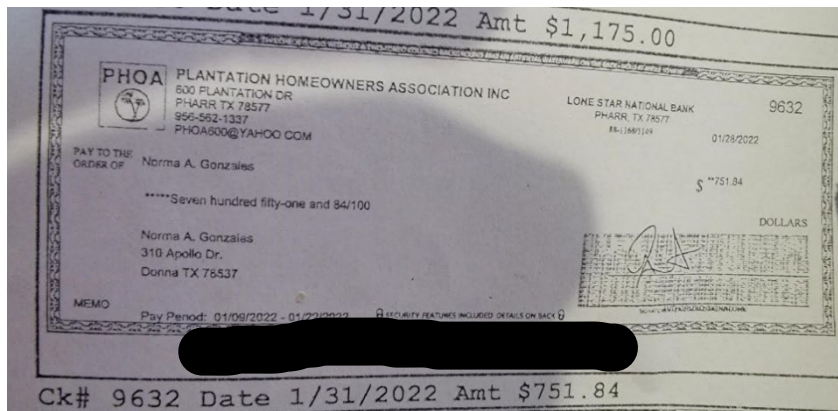 Date 1/31/2022 Amt $1,175.00
PHOA
PLANTATION HOMEOWNERS ASSOCIATION INC
600 PLANTATION DR
PHARR TX 78577
956-562-1337
PHOA600@YAHOO COM
LONE STAR NATIONAL BANK
PHARR, TX 78577
88-1168/1149
9632
01/28/2022
PAY TO THE
ORDER OF Norma A. Gonzales
$ **751.84
*****Seven hundred fifty-one and 84/100
DOLLARS
Norma A. Gonzales
310 Apollo Dr.
Donna TX 78537
MEMO
Pay Period: 01/09/2022 - 01/22/2022
SECURITY FEATURES INCLUDED DETAILS ON BACK
Ck# 9632 Date 1/31/2022 Amt $751.84